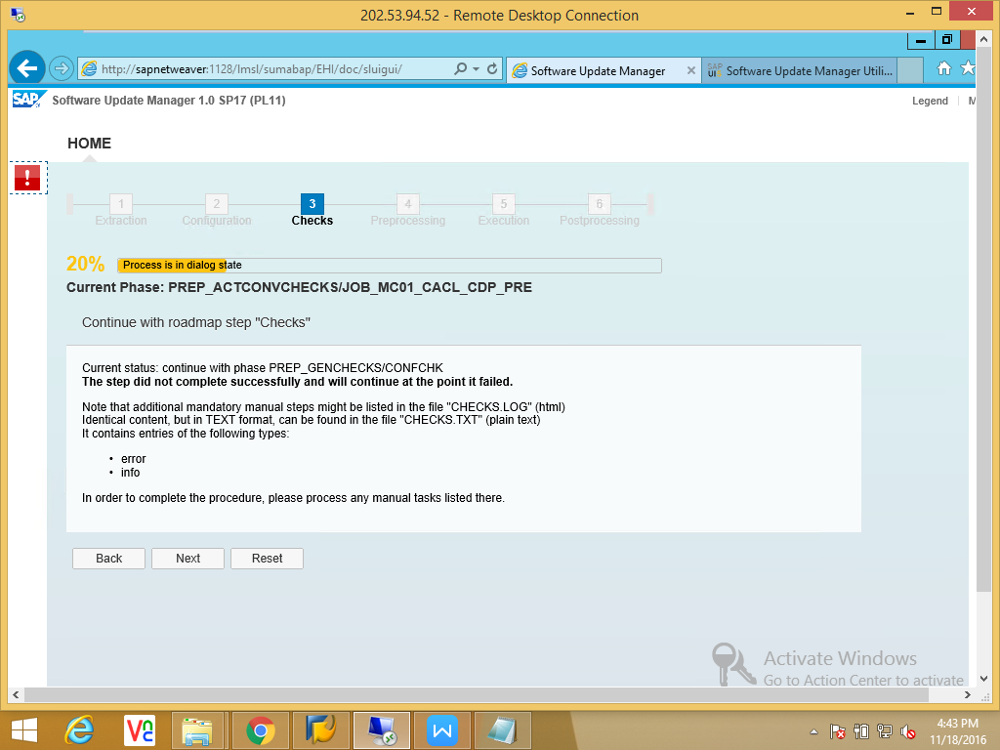 202.53.94.52 - Remote Desktop Connection
http://sapnetweaver:1128/lmsl/sumabap/EHI/doc/sluigui/
Software Update Manager
SAP UI
Software Update Manager Utili...
SAP
Software Update Manager 1.0 SP17 (PL11)
Legend
M
HOME
!
1
2
3
4
5
6
Extraction
Configuration
Checks
Preprocessing
Execution
Postprocessing
20%
Process is in dialog state
Current Phase: PREP_ACTCONVCHECKS/JOB_MC01_CACL_CDP_PRE
Continue with roadmap step "Checks"
Current status: continue with phase PREP_GENCHECKS/CONFCHK
The step did not complete successfully and will continue at the point it failed.
Note that additional mandatory manual steps might be listed in the file "CHECKS.LOG" (html)
Identical content, but in TEXT format, can be found in the file "CHECKS.TXT" (plain text)
It contains entries of the following types:
• error
• info
In order to complete the procedure, please process any manual tasks listed there.
Back
Next
Reset
Activate Windows
Go to Action Center to activate
VNC
W
4:43 PM
11/18/2016